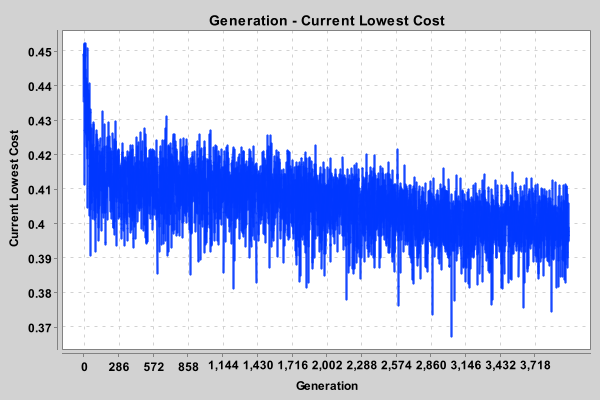 Generation - Current Lowest Cost
Current Lowest Cost
0.45
0.44
0.43
0.42
0.41
0.4
0.39
0.38
0.37
0 286 572 858 1,144 1,430 1,716 2,002 2,288 2,574 2,860 3,146 3,432 3,718
Generation